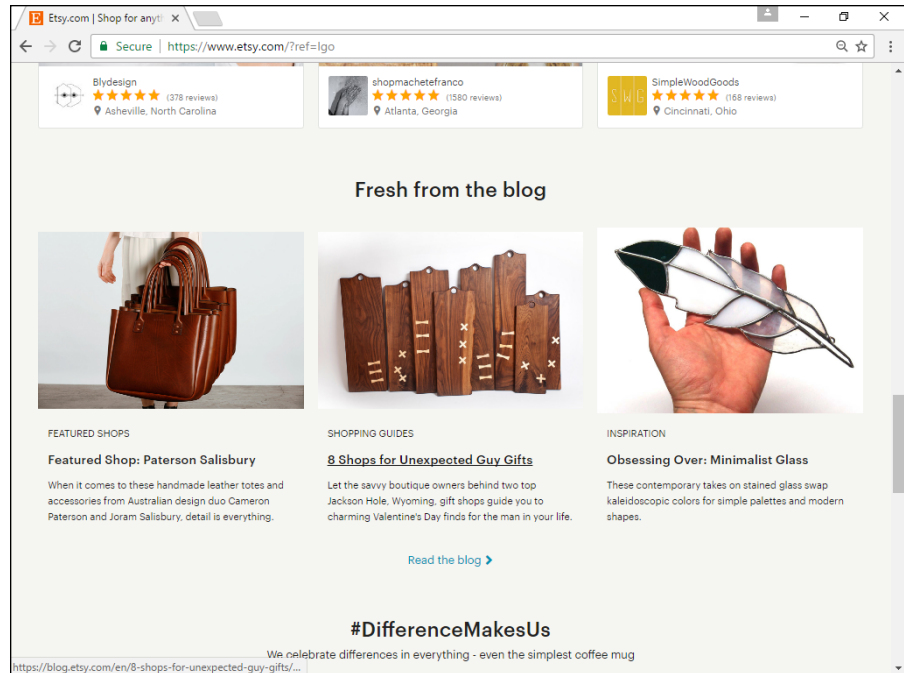 Etsy.com | Shop for anyth
Secure | https://www.etsy.com/?ref=lgo
Blydesign
(378 reviews)
Asheville, North Carolina
shopmachetefranco
(1580 reviews)
Atlanta, Georgia
S W G
SimpleWoodGoods
(168 reviews)
Cincinnati, Ohio
Fresh from the blog
FEATURED SHOPS
Featured Shop: Paterson Salisbury
When it comes to these handmade leather totes and
accessories from Australian design duo Cameron
Paterson and Joram Salisbury, detail is everything.
SHOPPING GUIDES
8 Shops for Unexpected Guy Gifts
Let the savvy boutique owners behind two top
Jackson Hole, Wyoming, gift shops guide you to
charming Valentine's Day finds for the man in your life.
INSPIRATION
Obsessing Over: Minimalist Glass
These contemporary takes on stained glass swap
kaleidoscopic colors for simple palettes and modern
shapes.
Read the blog
#DifferenceMakesUs
We celebrate differences in everything - even the simplest coffee mug
https://blog.etsy.com/en/8-shops-for-unexpected-guy-gifts/...